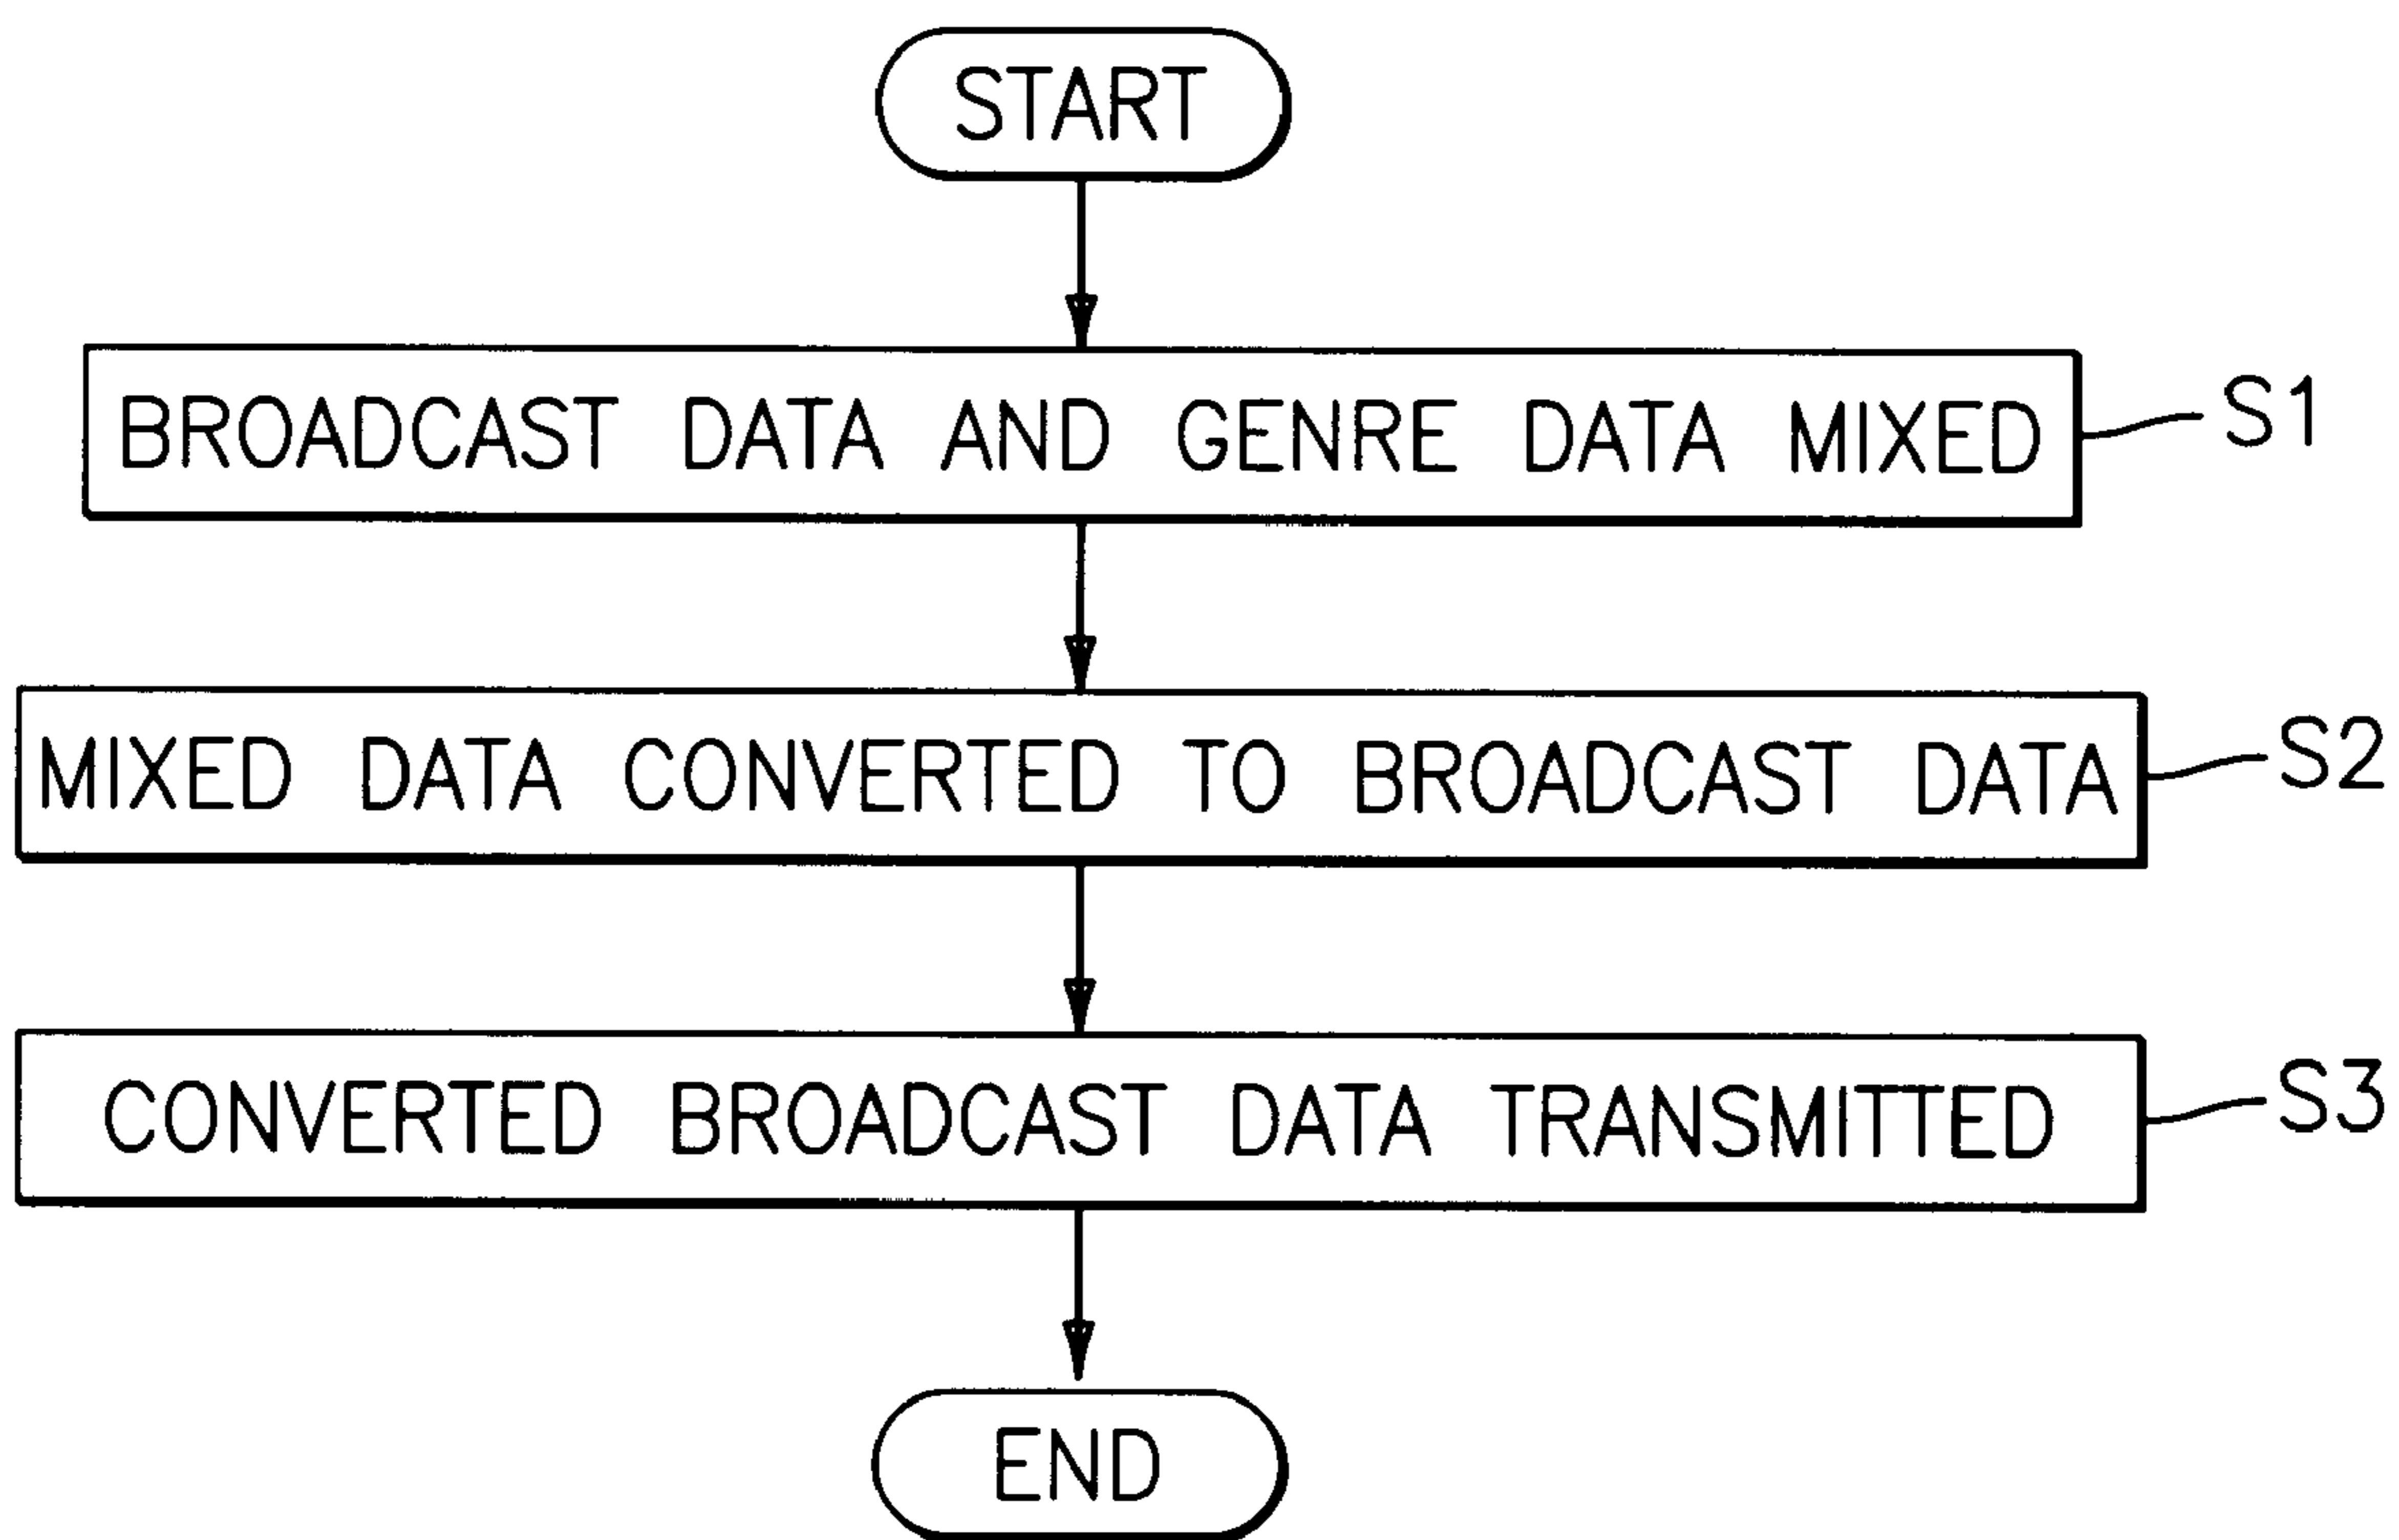 START
BROADCAST DATA AND GENRE DATA MIXED
S1
MIXED DATA CONVERTED TO BROADCAST DATA
S2
CONVERTED BROADCAST DATA TRANSMITTED
S3
END